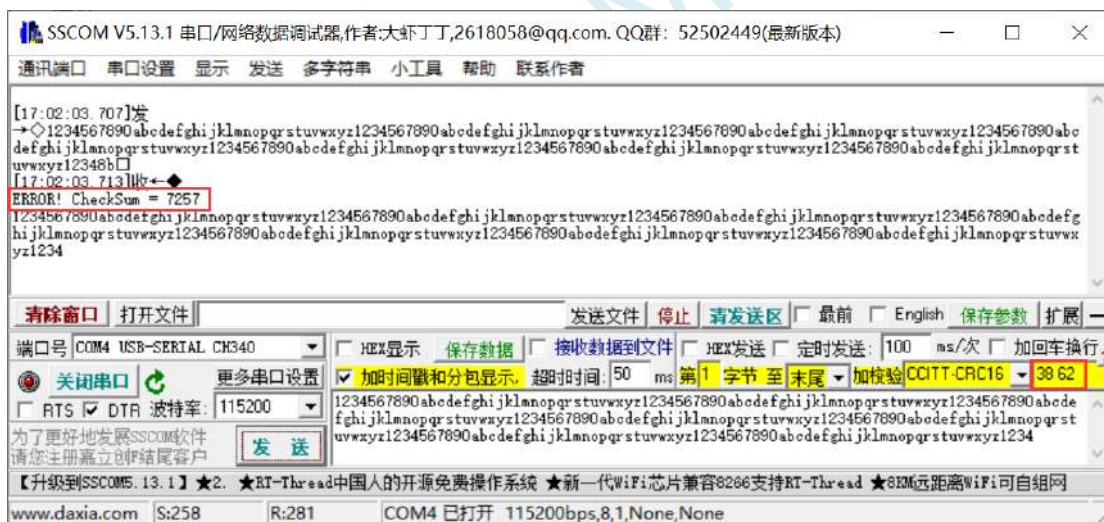 SSCOM V5.13.1 串口/网络数据调试器,作者:大虾丁丁,2618058@qq.com. QQ群: 52502449(最新版本)
通讯端口 串口设置 显示 发送 多字符串 小工具 帮助 联系作者
[17:02:03.707]发
→◇1234567890abcdefghijklmnopqrstuvwxyz1234567890abcdefghijklmnopqrstuvwxyz1234567890abcdefghijklmnopqrstuvwxyz1234567890abc
defghijklmnopqrstuvwxyz1234567890abcdefghijklmnopqrstuvwxyz1234567890abcdefghijklmnopqrstuvwxyz1234567890abcdefghijklmnopqrst
uvwxyz12348b□
[17:02:03.713]收←◆
ERROR! CheckSum = 7257
1234567890abcdefghijklmnopqrstuvwxyz1234567890abcdefghijklmnopqrstuvwxyz1234567890abcdefghijklmnopqrstuvwxyz1234567890abcdefg
hijklmnopqrstuvwxyz1234567890abcdefghijklmnopqrstuvwxyz1234567890abcdefghijklmnopqrstuvwxyz1234567890abcdefghijklmnopqrstuvwx
yz1234
清除窗口 打开文件 发送文件 停止 清发送区 最前 English 保存参数 扩展 —
端口号 COM4 USB-SERIAL CH340 HEX显示 保存数据 接收数据到文件 HEX发送 定时发送: 100 ms/次 加回车换行
关闭串口 更多串口设置 加时间戳和分包显示, 超时时间: 50 ms 第1 字节 至 末尾 加校验 CCITT-CRC16 38 62
RTS DTR 波特率: 115200
1234567890abcdefghijklmnopqrstuvwxyz1234567890abcdefghijklmnopqrstuvwxyz1234567890abcde
fghijklmnopqrstuvwxyz1234567890abcdefghijklmnopqrstuvwxyz1234567890abcdefghijklmnopqrst
uvwxyz1234567890abcdefghijklmnopqrstuvwxyz1234567890abcdefghijklmnopqrstuvwxyz1234
为了更好地发展SSCOM软件
请您注册嘉立创F结尾客户
发 送
【升级到SSCOM5.13.1】★2. ★RT-Thread中国人的开源免费操作系统 ★新一代WiFi芯片兼容8266支持RT-Thread ★8KM远距离WiFi可自组网
www.daxia.com S:258 R:281 COM4 已打开 115200bps,8,1,None,None